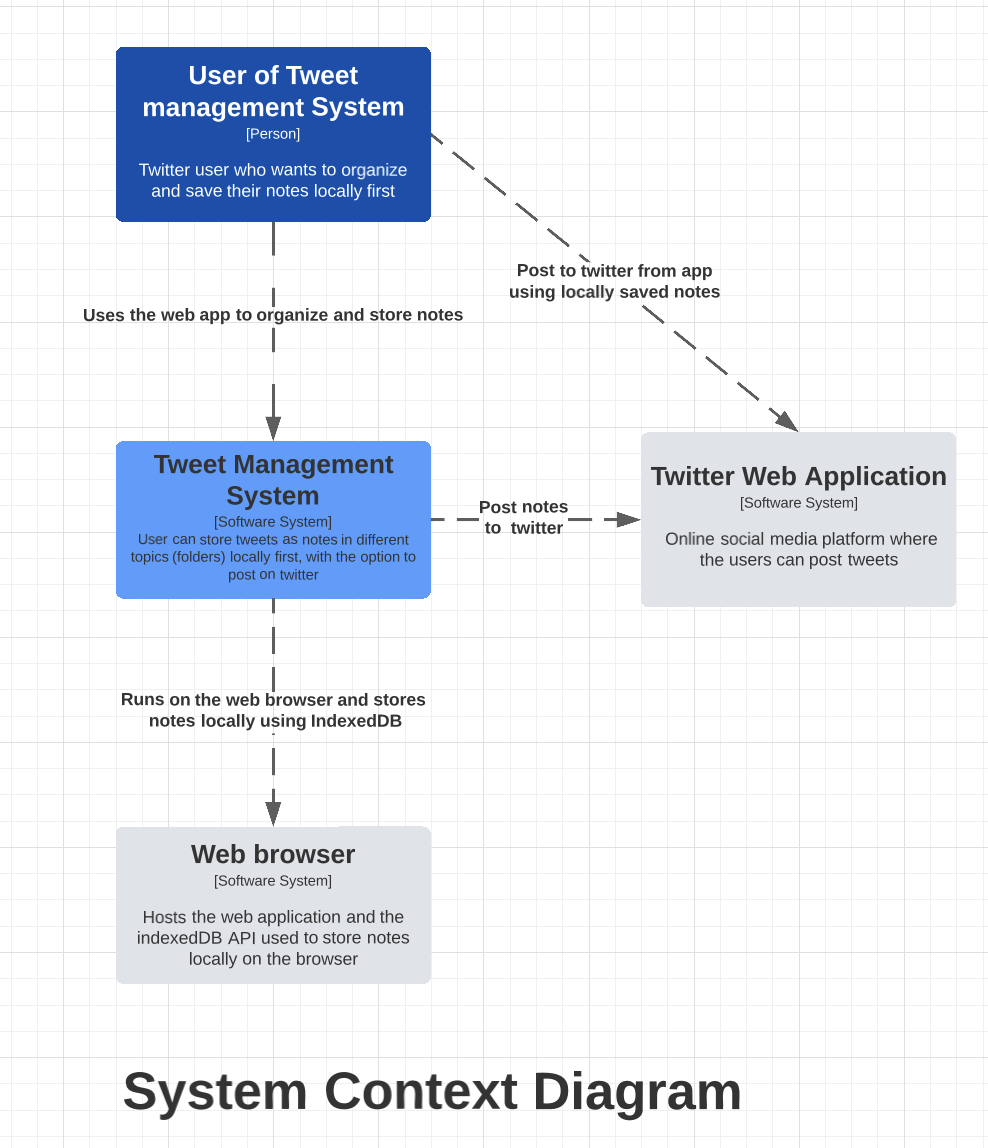 User of Tweet
management System
[Person]
Twitter user who wants to organize
and save their notes locally first
Post to twitter from app
using locally saved notes
Uses the web app to organize and store notes
Tweet Management
System
[Software System]
User can store tweets as notes in different
topics (folders) locally first, with the option to
post on twitter
Post notes
to twitter
Twitter Web Application
[Software System]
Online social media platform where
the users can post tweets
Runs on the web browser and stores
notes locally using IndexedDB
Web browser
[Software System]
Hosts the web application and the
indexedDB API used to store notes
locally on the browser
System Context Diagram